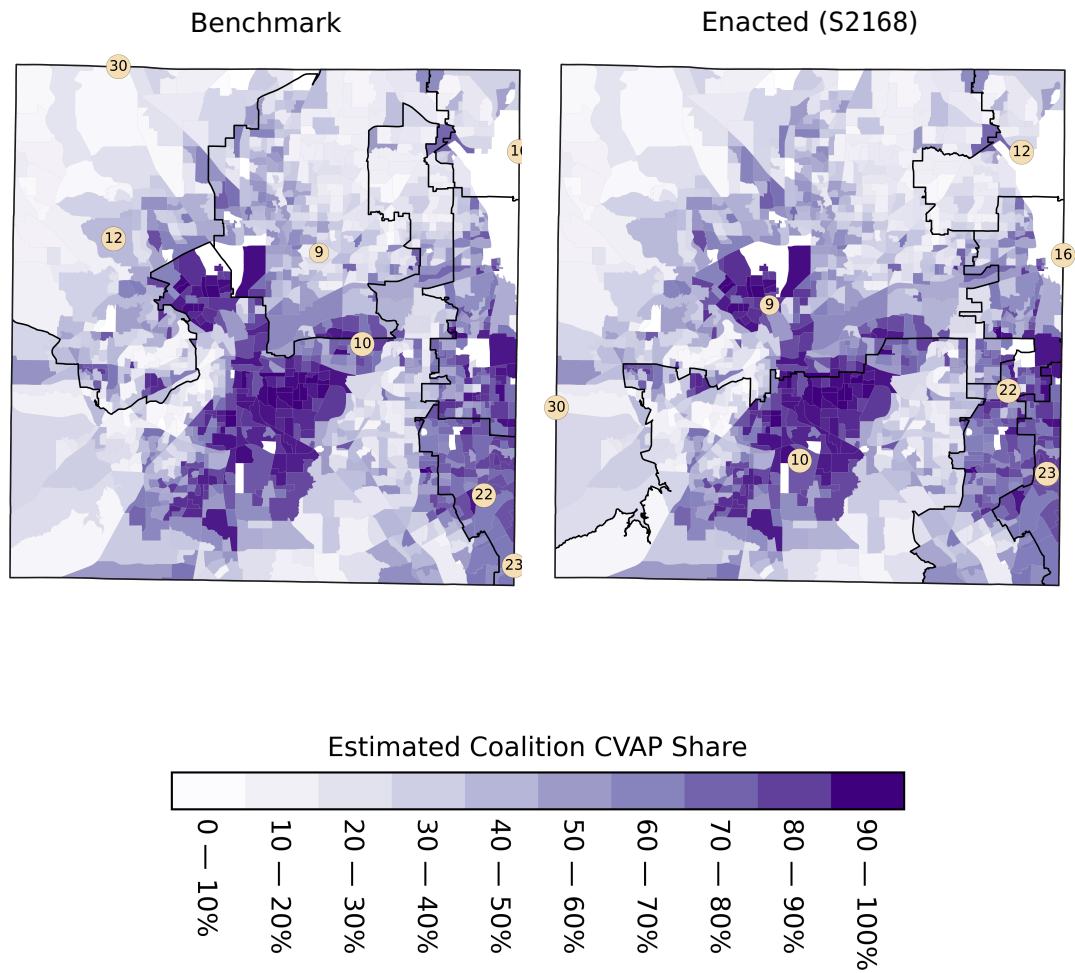 Benchmark
Enacted (S2168)
30
12
9
10
22
23
12
16
9
30
22
10
23
Estimated Coalition CVAP Share
0 — 10%
10 — 20%
20 — 30%
30 — 40%
40 — 50%
50 — 60%
60 — 70%
70 — 80%
80 — 90%
90 — 100%